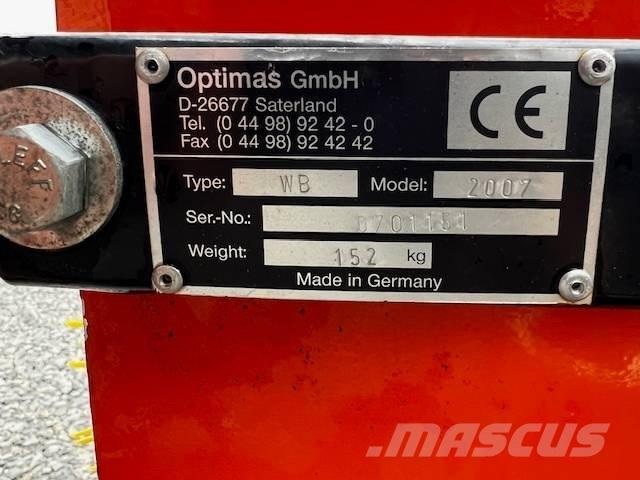 Optimas GmbH
D-26677 Saterland
Tel. (0 44 98) 92 42 - 0
Fax (0 44 98) 92 42 42
CE
Type: WB Model: 2007
Ser.-No.: B701151
Weight: 152 kg
Made in Germany
MASCUS